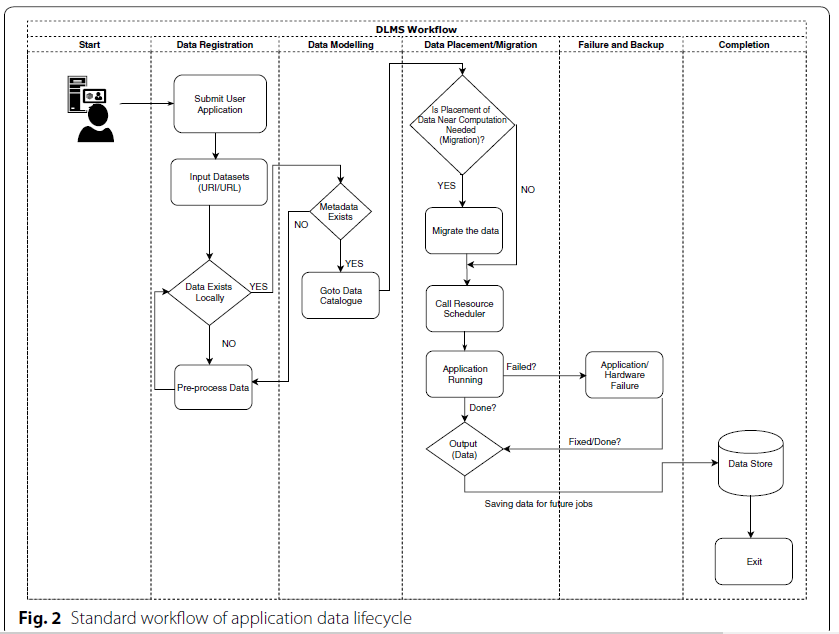 DLMS Workflow
Start
Data Registration
Data Modelling
Data Placement/Migration
Failure and Backup
Completion
Submit User
Application
Input Datasets
(URI/URL)
Data Exists
Locally
YES
NO
Pre-process Data
Metadata
Exists
NO
YES
Goto Data
Catalogue
Is Placement of
Data Near Computation
Needed
(Migration)?
YES
NO
Migrate the data
Call Resource
Scheduler
Application
Running
Failed?
Application/
Hardware
Failure
Done?
Fixed/Done?
Output
(Data)
Saving data for future jobs
Data Store
Exit
Fig. 2 Standard workflow of application data lifecycle